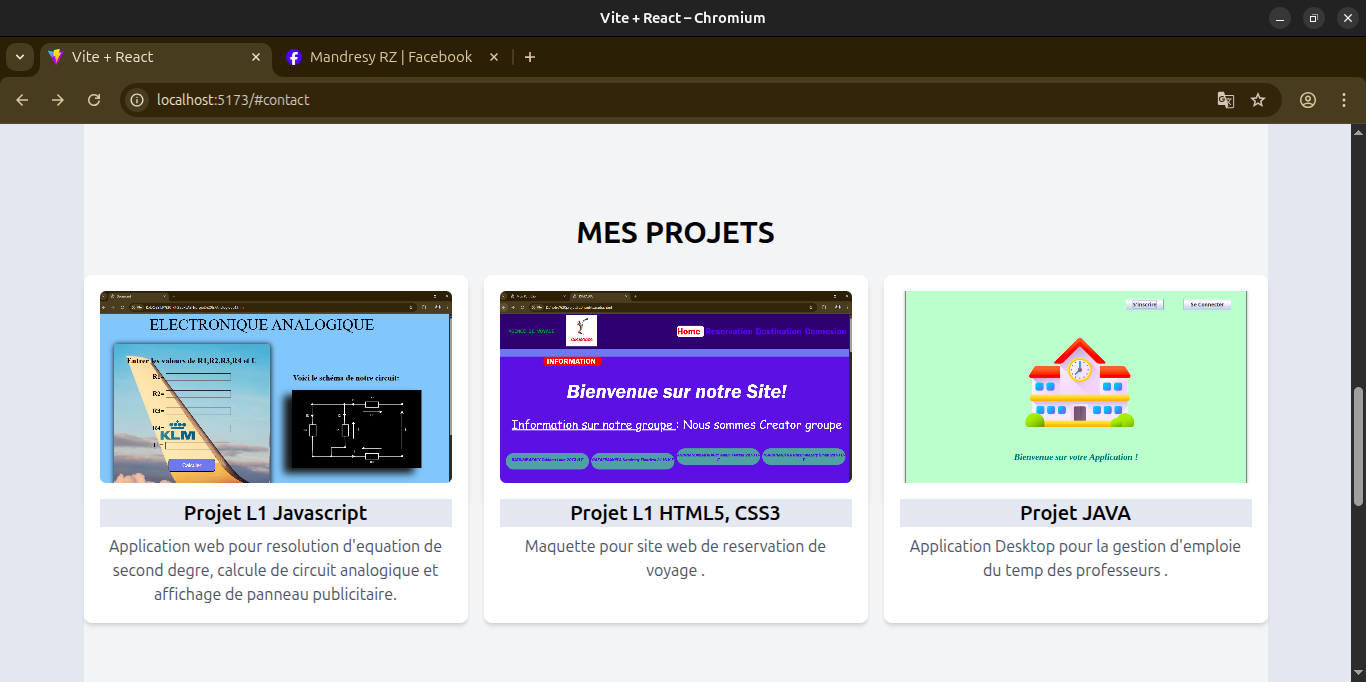 Vite + React – Chromium
Vite + React
Mandresy RZ | Facebook
localhost:5173/#contact
MES PROJETS
ELECTRONIQUE ANALOGIQUE
Entrer les valeurs de R1,R2,R3,R4 et U
R1=
R2=
R3=
R4=
KLM
Calculer
Voici le schéma de notre circuit:
AGENCE DE VOYAGE
Home Reservation Destination Connexion
INFORMATION
Bienvenue sur notre Site!
Information sur notre groupe : Nous sommes Creator groupe
S'inscrire
Se Connecter
Bienvenue sur votre Application !
Projet L1 Javascript
Application web pour resolution d'equation de
second degre, calcule de circuit analogique et
affichage de panneau publicitaire.
Projet L1 HTML5, CSS3
Maquette pour site web de reservation de
voyage .
Projet JAVA
Application Desktop pour la gestion d'emploie
du temp des professeurs .